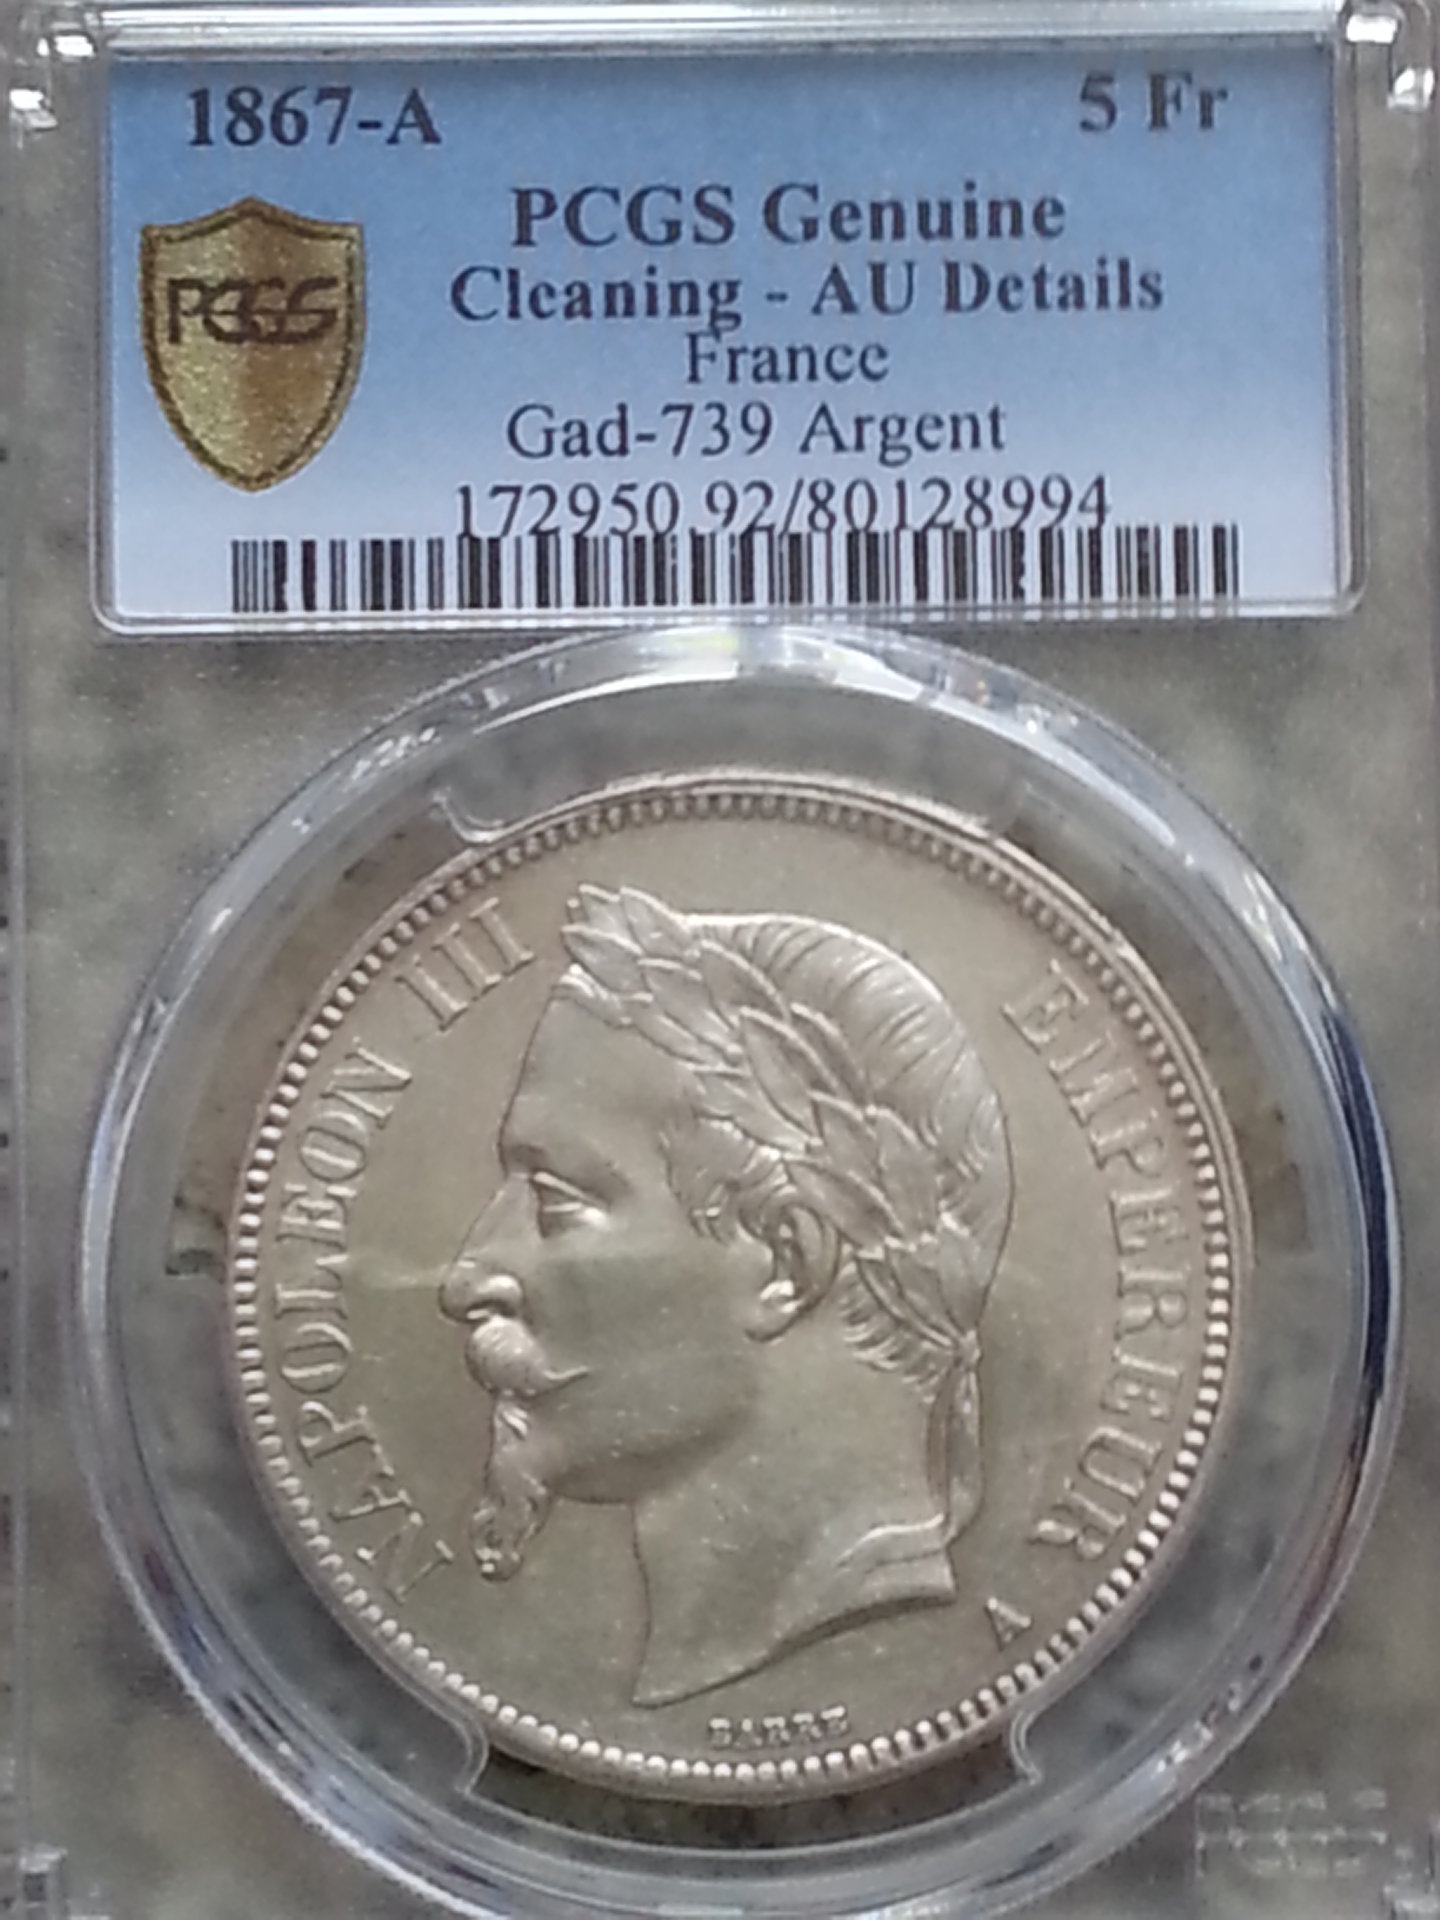 1867-A 5 Fr
PCGS Genuine
PCGS
Cleaning - AU Details
France
Gad-739 Argent
172950.92/80128994
NAPOLEON III EMPEREUR
A
BARRE